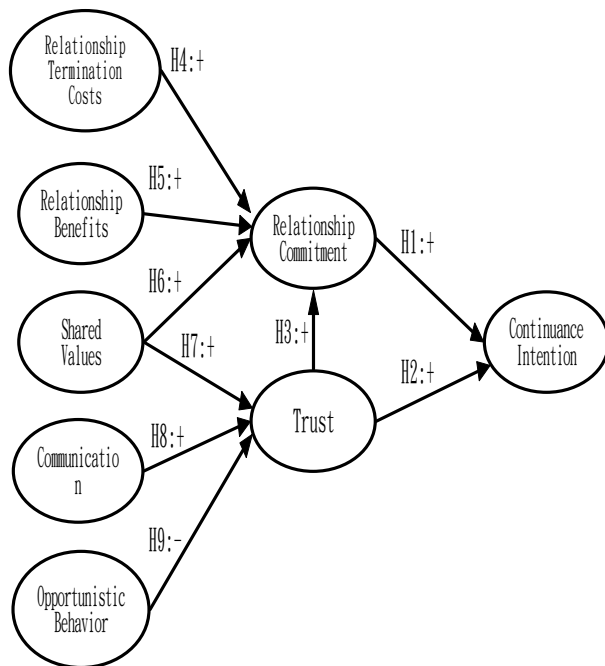 Relationship
Termination
Costs
H4:+
H5:+
Relationship
Benefits
Relationship
Commitment
H1:+
H6:+
Shared
Values
H7:+
H3:+
Continuance
Intention
H2:+
Trust
H8:+
Communicatio
n
H9:-
Opportunistic
Behavior